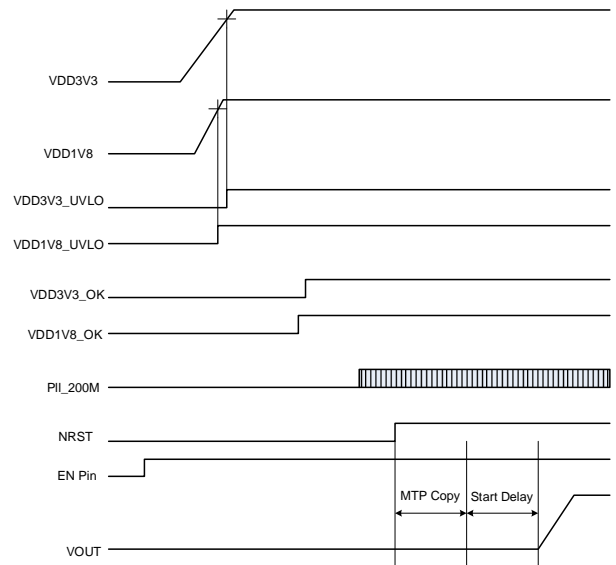 VDD3V3
VDD1V8
VDD3V3_UVLO
VDD1V8_UVLO
VDD3V3_OK
VDD1V8_OK
Pll_200M
NRST
EN Pin
MTP Copy
Start Delay
VOUT